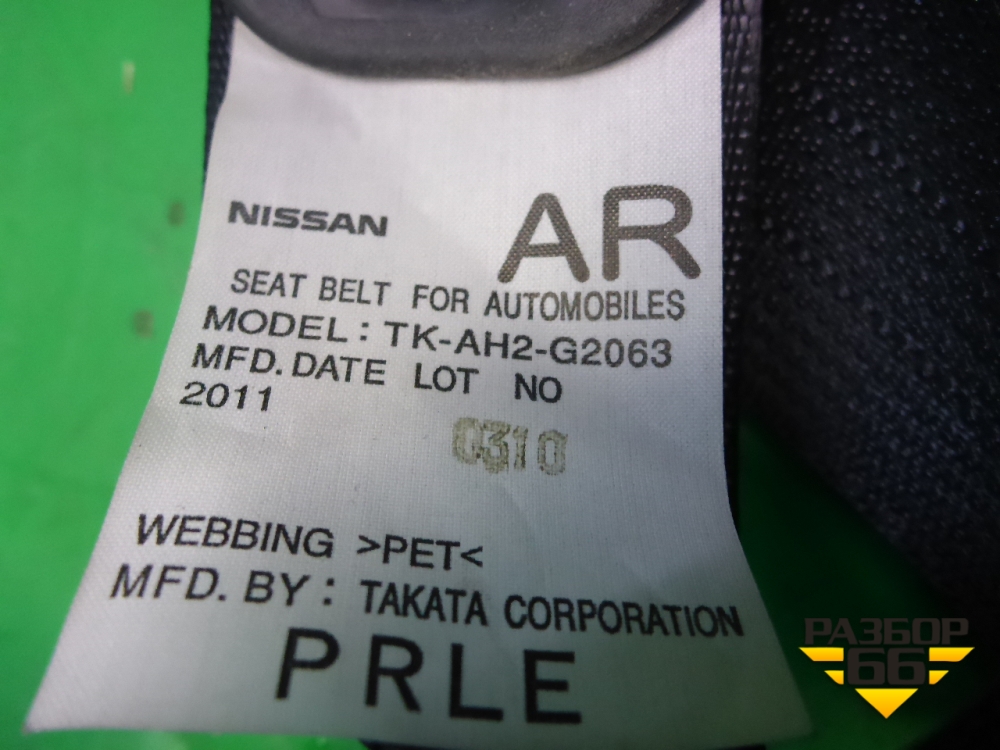 NISSAN
AR
SEAT BELT FOR AUTOMOBILES
MODEL : TK-AH2-G2063
MFD. DATE LOT NO
2011
0310
WEBBING >PET<
MFD. BY : TAKATA CORPORATION
PRLE
РАЗБОР
66